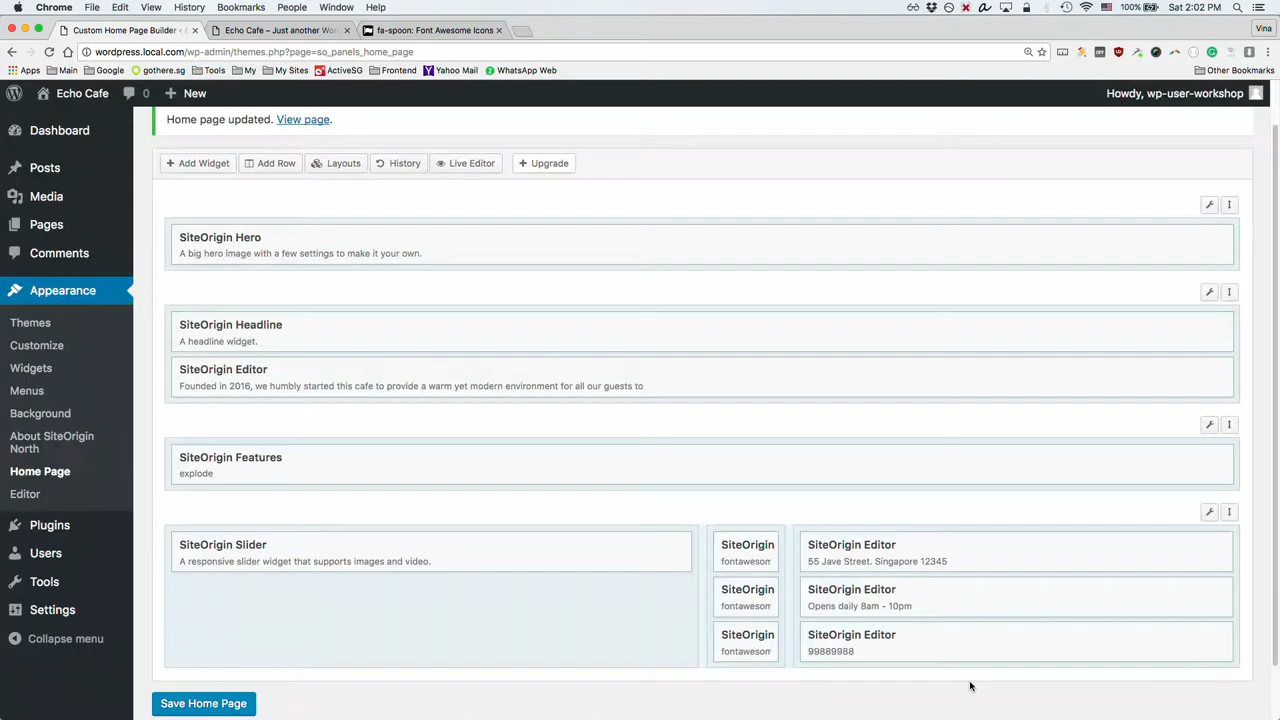 Chrome File Edit View History Bookmarks People Window Help 100% Sat 2:02 PM
Custom Home Page Builder ‹ E
Echo Cafe – Just another Wor
fa-spoon: Font Awesome Icons
Vina
wordpress.local.com/wp-admin/themes.php?page=so_panels_home_page
Apps Main Google gothere.sg Tools My My Sites ActiveSG Frontend Yahoo Mail WhatsApp Web Other Bookmarks
Echo Cafe 0 New Howdy, wp-user-workshop
Dashboard
Posts
Media
Pages
Comments
Appearance
Themes
Customize
Widgets
Menus
Background
About SiteOrigin
North
Home Page
Editor
Plugins
Users
Tools
Settings
Collapse menu
Home page updated. View page.
Add Widget Add Row Layouts History Live Editor Upgrade
SiteOrigin Hero
A big hero image with a few settings to make it your own.
SiteOrigin Headline
A headline widget.
SiteOrigin Editor
Founded in 2016, we humbly started this cafe to provide a warm yet modern environment for all our guests to
SiteOrigin Features
explode
SiteOrigin Slider
A responsive slider widget that supports images and video.
SiteOrigin
fontawesom
SiteOrigin
fontawesom
SiteOrigin
fontawesom
SiteOrigin Editor
55 Jave Street. Singapore 12345
SiteOrigin Editor
Opens daily 8am - 10pm
SiteOrigin Editor
99889988
Save Home Page